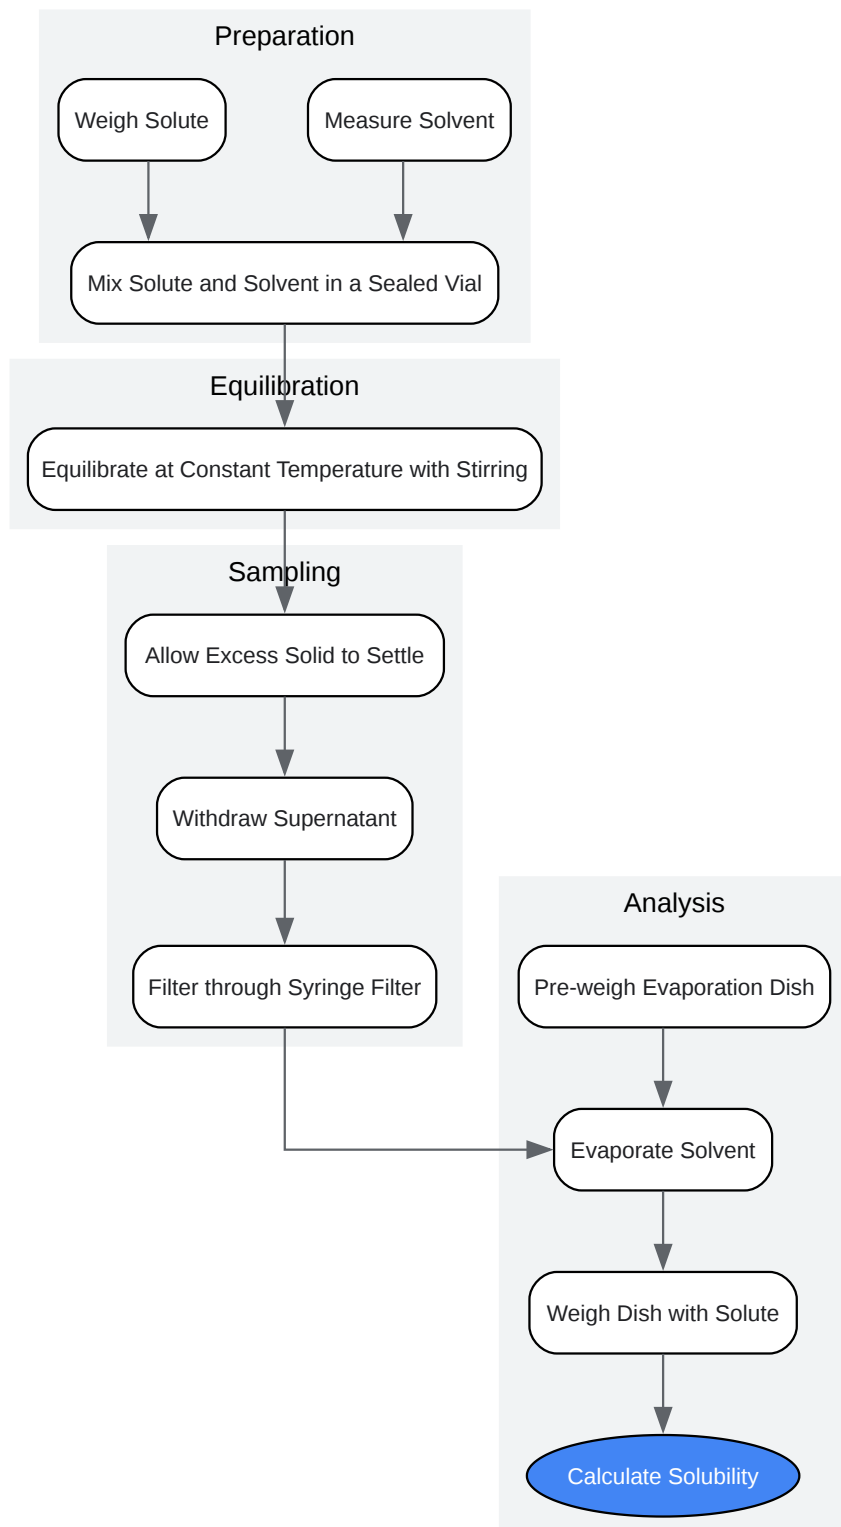 Preparation
Weigh Solute
Measure Solvent
Mix Solute and Solvent in a Sealed Vial
Equilibration
Equilibrate at Constant Temperature with Stirring
Sampling
Allow Excess Solid to Settle
Withdraw Supernatant
Filter through Syringe Filter
Analysis
Pre-weigh Evaporation Dish
Evaporate Solvent
Weigh Dish with Solute
Calculate Solubility